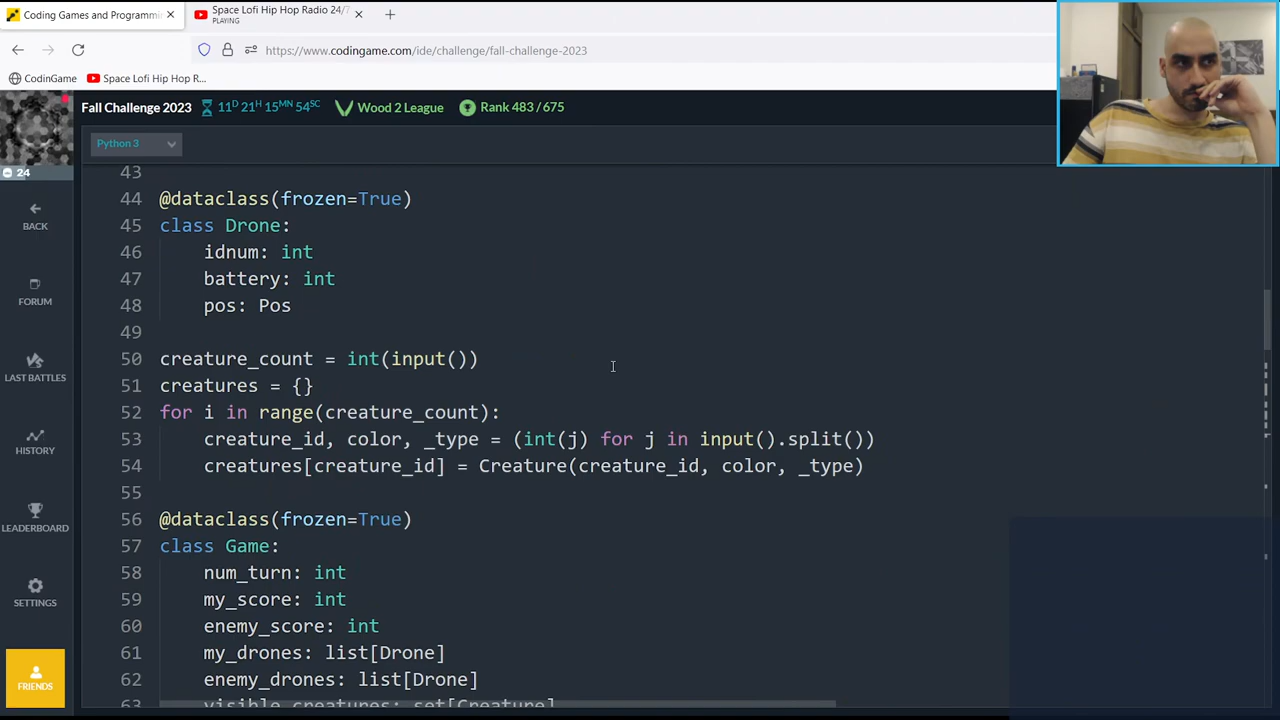 Coding Games and Programmi
Space Lofi Hip Hop Radio 24/7
PLAYING
https://www.codingame.com/ide/challenge/fall-challenge-2023
CodinGame
Space Lofi Hip Hop R...
Fall Challenge 2023
11D 21H 15MN 54SC
Wood 2 League
Rank 483 / 675
Python 3
24
BACK
FORUM
LAST BATTLES
HISTORY
LEADERBOARD
SETTINGS
FRIENDS
43
44 @dataclass(frozen=True)
45 class Drone:
46 idnum: int
47 battery: int
48 pos: Pos
49
50 creature_count = int(input())
51 creatures = {}
52 for i in range(creature_count):
53 creature_id, color, _type = (int(j) for j in input().split())
54 creatures[creature_id] = Creature(creature_id, color, _type)
55
56 @dataclass(frozen=True)
57 class Game:
58 num_turn: int
59 my_score: int
60 enemy_score: int
61 my_drones: list[Drone]
62 enemy_drones: list[Drone]
63 visible_creatures: set[Creature]